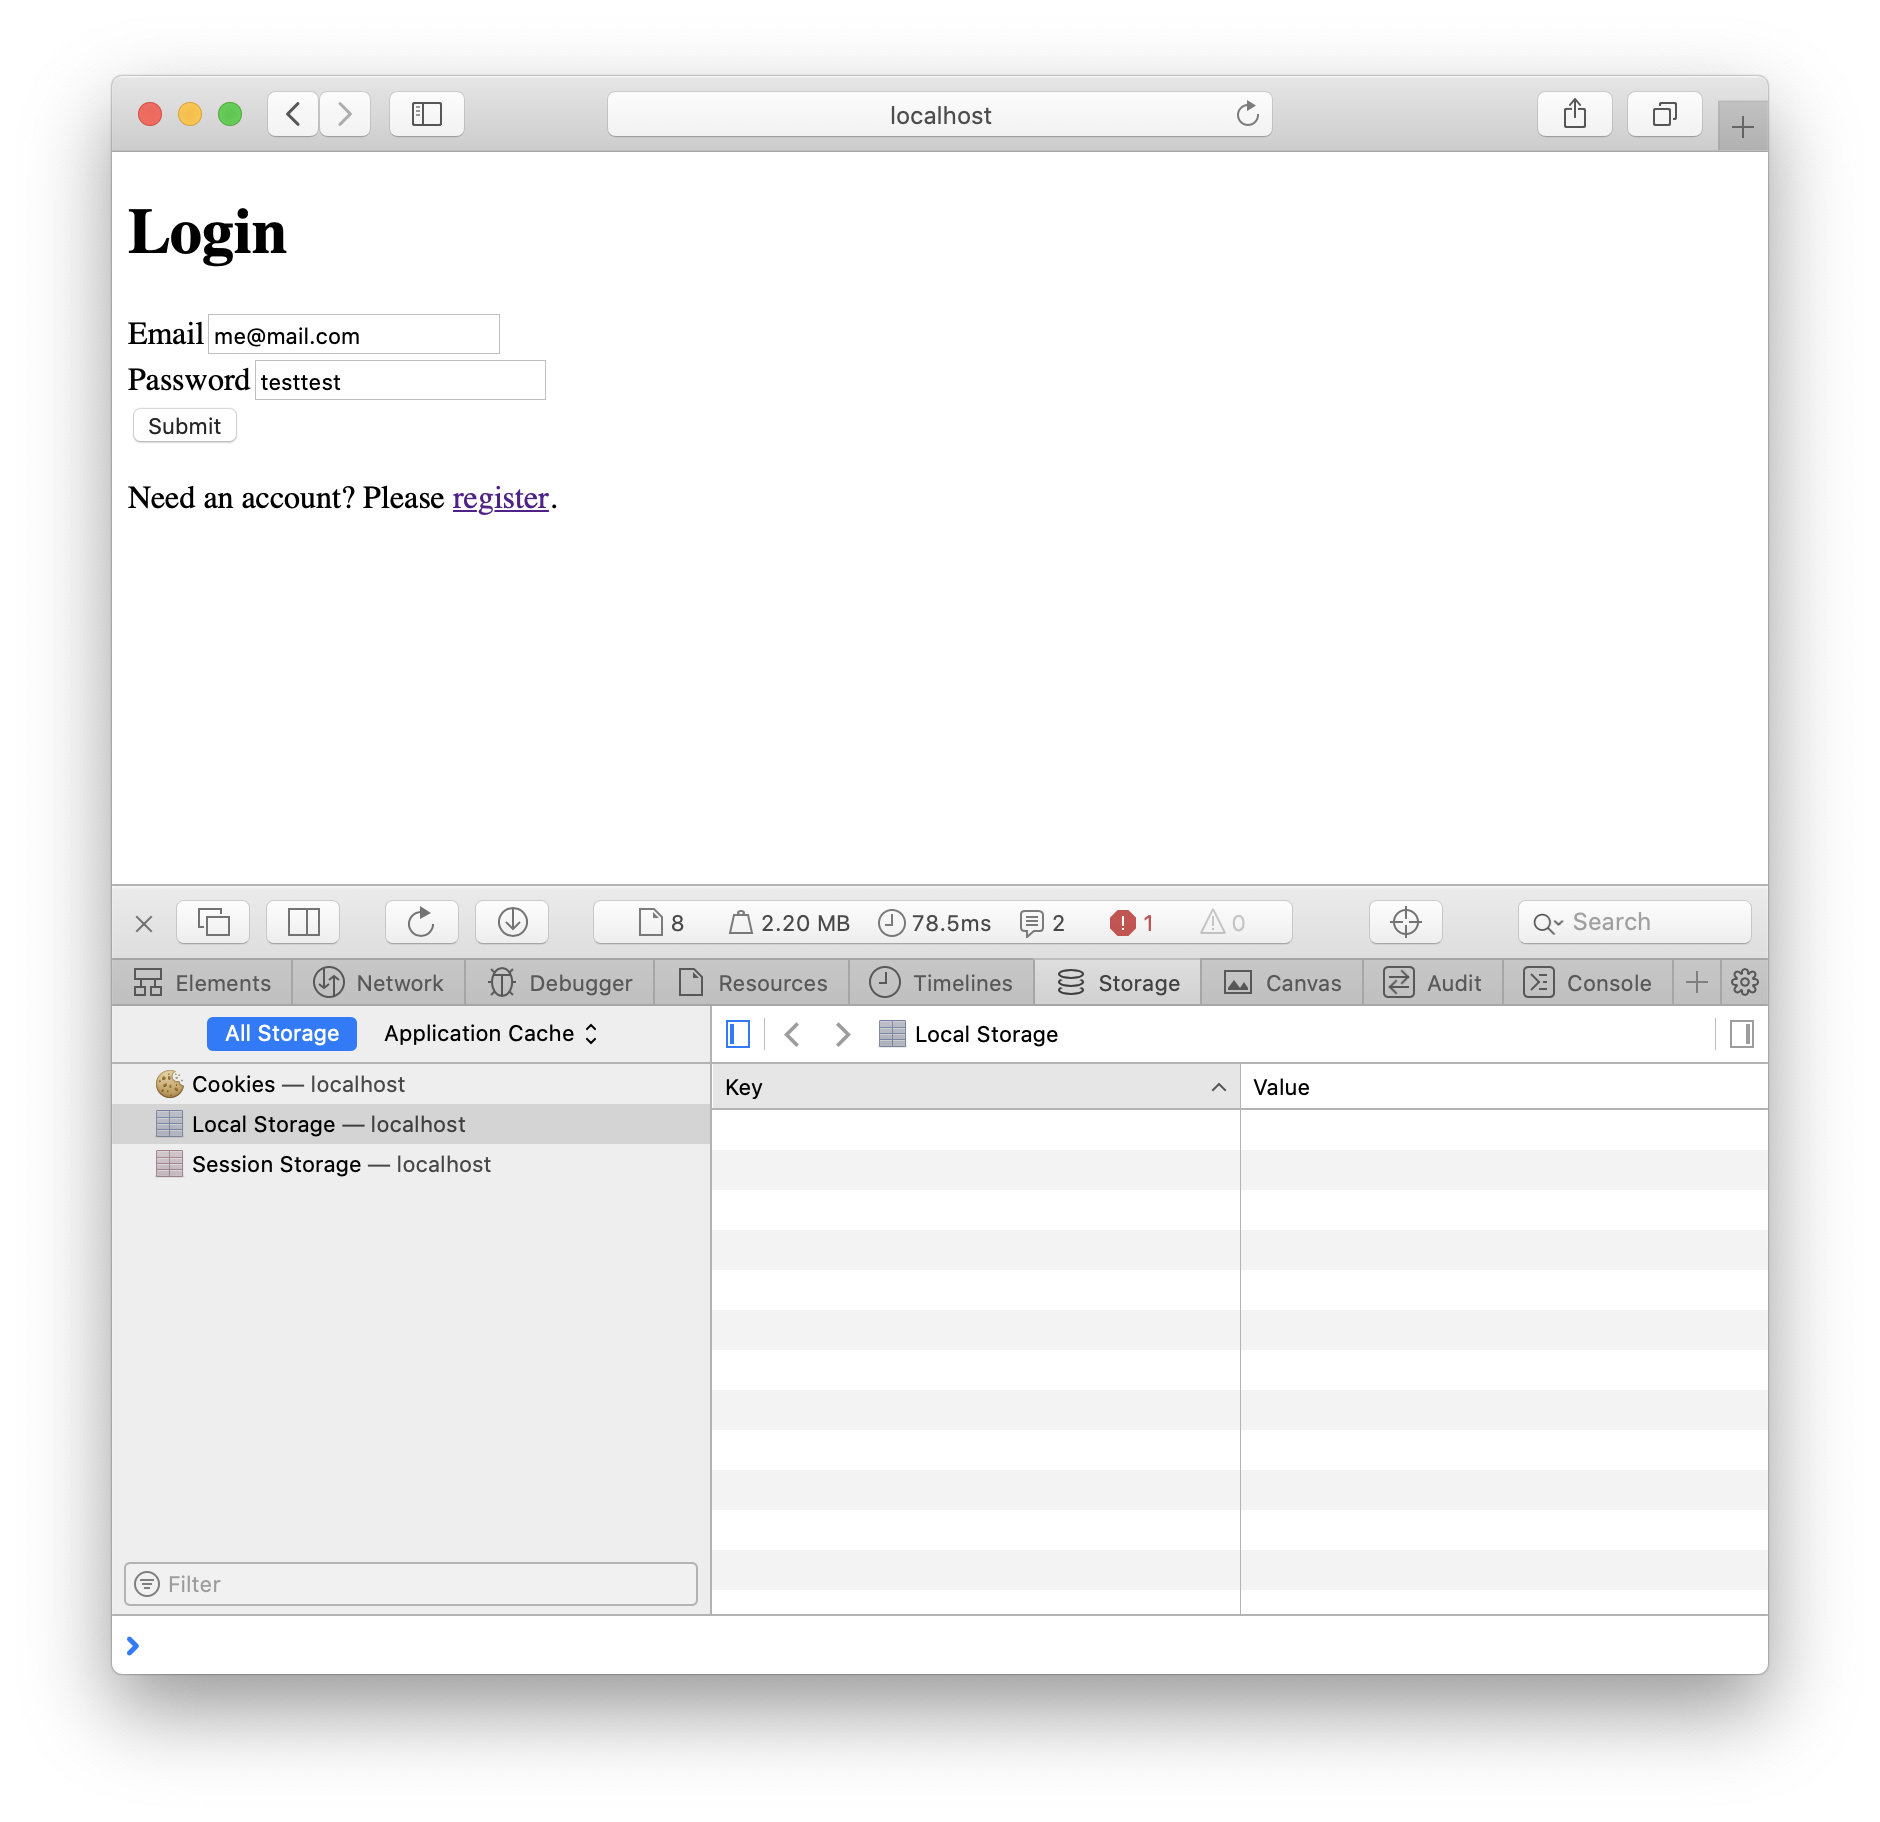 localhost
Login
Email me@mail.com
Password testtest
Submit
Need an account? Please register.
8 2.20 MB 78.5ms 2 1 0 Search
Elements Network Debugger Resources Timelines Storage Canvas Audit Console
All Storage Application Cache Local Storage
Key Value
Cookies — localhost
Local Storage — localhost
Session Storage — localhost
Filter